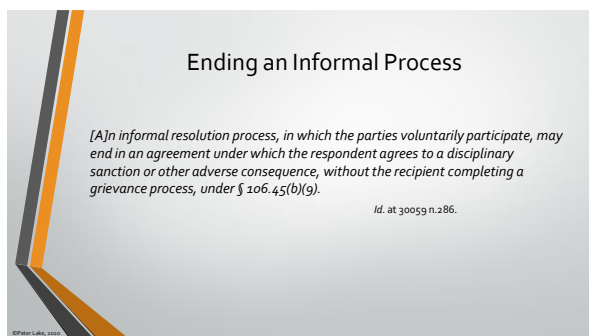 Ending an Informal Process
[A]n informal resolution process, in which the parties voluntarily participate, may
end in an agreement under which the respondent agrees to a disciplinary
sanction or other adverse consequence, without the recipient completing a
grievance process, under § 106.45(b)(9).
Id. at 30059 n.286.
©Peter Lake, 2020